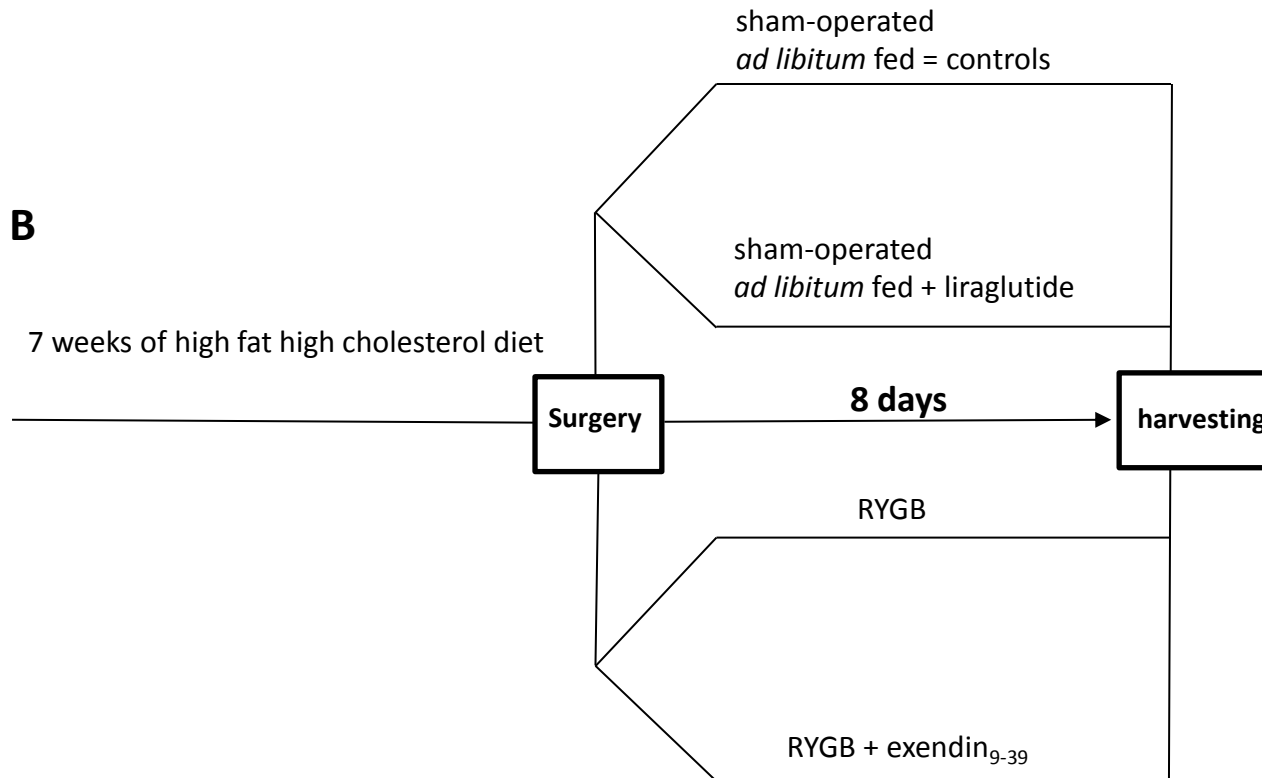 sham-operated
ad libitum fed = controls
B
sham-operated
ad libitum fed + liraglutide
7 weeks of high fat high cholesterol diet
Surgery
8 days
harvesting
RYGB
RYGB + exendin9-39